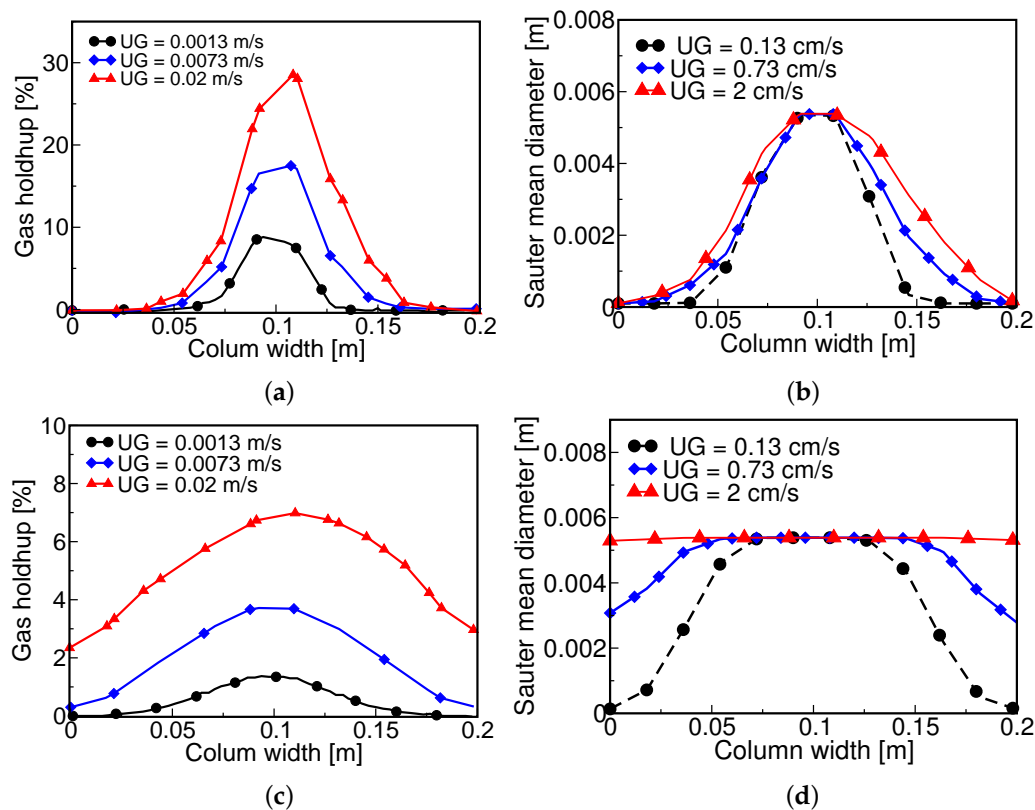 Gas holdup [%]
30
20
10
0
UG = 0.0013 m/s
UG = 0.0073 m/s
UG = 0.02 m/s
0 0.05 0.1 0.15 0.2
Colum width [m]
(a)
Sauter mean diameter [m]
0.008
0.006
0.004
0.002
0
UG = 0.13 cm/s
UG = 0.73 cm/s
UG = 2 cm/s
0 0.05 0.1 0.15 0.2
Column width [m]
(b)
Gas holdup [%]
10
8
6
4
2
0
UG = 0.0013 m/s
UG = 0.0073 m/s
UG = 0.02 m/s
0 0.05 0.1 0.15 0.2
Colum width [m]
(c)
Sauter mean diameter [m]
0.008
0.006
0.004
0.002
0
UG = 0.13 cm/s
UG = 0.73 cm/s
UG = 2 cm/s
0 0.05 0.1 0.15 0.2
Column width [m]
(d)